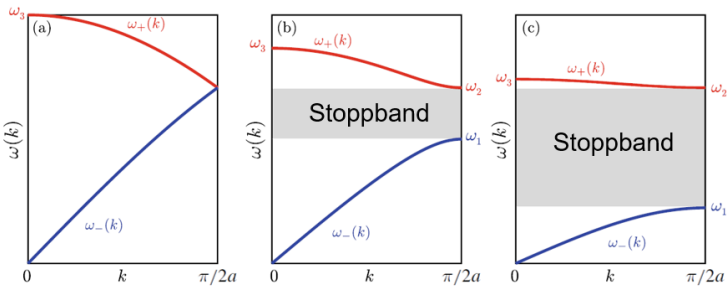 (a)
ω₃
ω₊(k)
ω₋(k)
ω(k)
0
k
π/2a
(b)
ω₃
ω₊(k)
ω₂
Stoppband
ω₁
ω₋(k)
ω(k)
0
k
π/2a
(c)
ω₃
ω₊(k)
ω₂
Stoppband
ω₁
ω₋(k)
ω(k)
0
k
π/2a